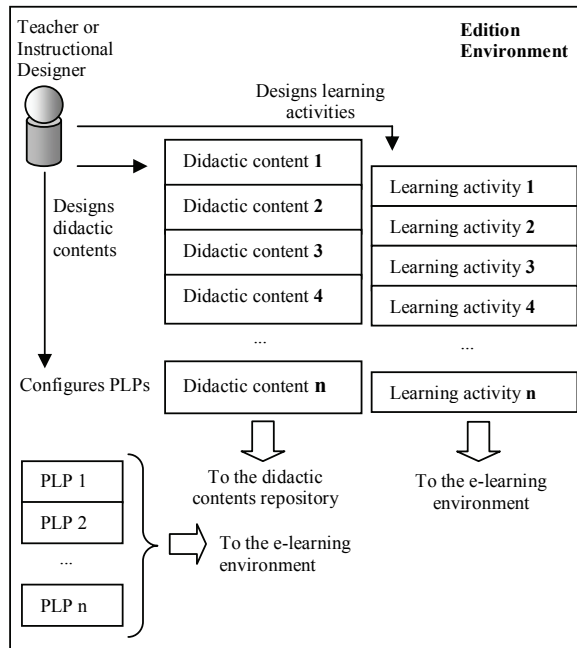 Teacher or
Instructional
Designer
Edition
Environment
Designs learning
activities
Designs
didactic
contents
Didactic content 1
Didactic content 2
Didactic content 3
Didactic content 4
...
Didactic content n
Learning activity 1
Learning activity 2
Learning activity 3
Learning activity 4
...
Learning activity n
Configures PLPs
To the didactic
contents repository
To the e-learning
environment
PLP 1
PLP 2
...
PLP n
To the e-learning
environment